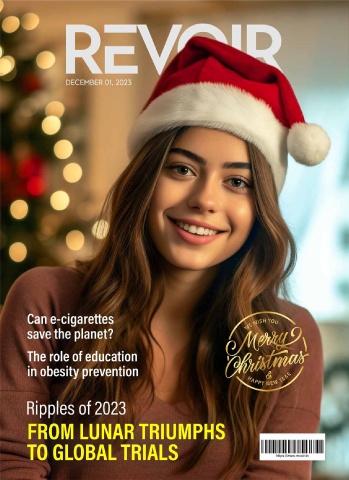 REVOIR
DECEMBER 01, 2023
Can e-cigarettes
save the planet?
The role of education
in obesity prevention
WE WISH YOU
Merry
Christmas
&
HAPPY NEW YEAR
Ripples of 2023
FROM LUNAR TRIUMPHS
TO GLOBAL TRIALS